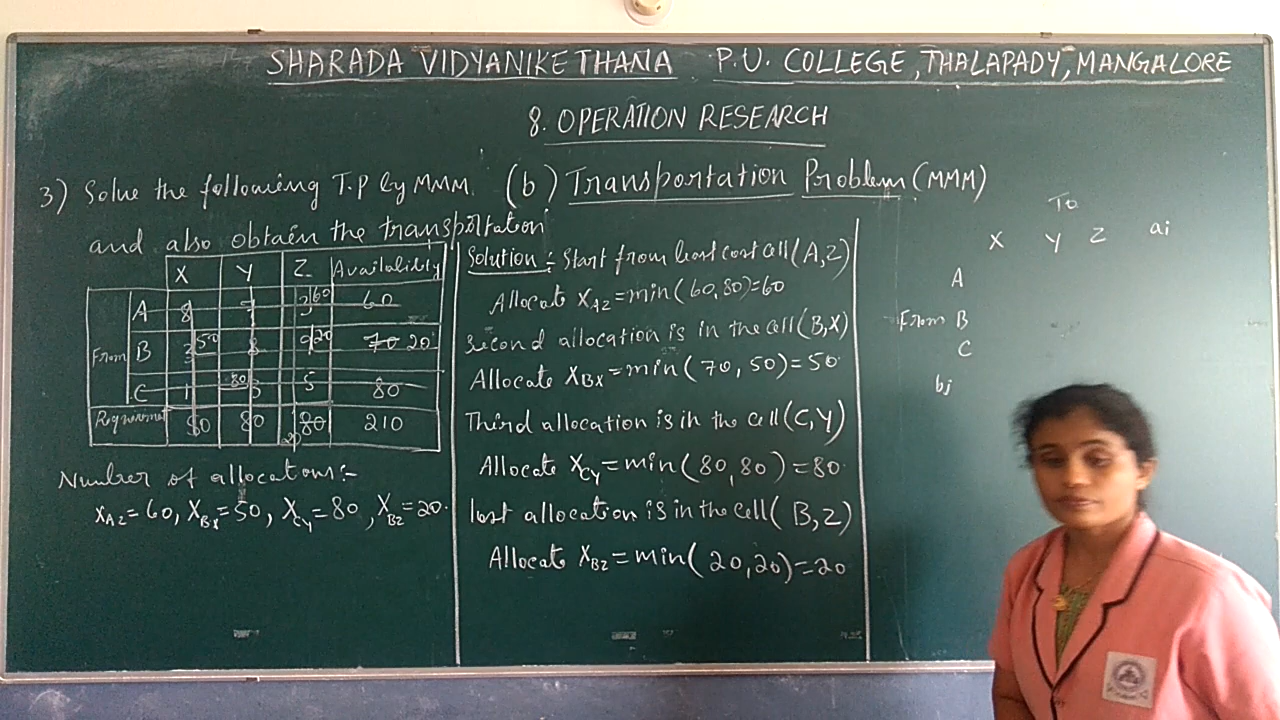 SHARADA VIDYANIKETHANA P.U. COLLEGE, THALAPADY, MANGALORE
8. OPERATION RESEARCH
(b) Transportation Problem (MMM)
3) Solve the following T.P by MMM.
and also obtain the transportation
X Y Z Availability
A 8 7 3 60 60
From B 3 50 8 9 20 70 20
C 1 80 3 5 80
Requirement 50 80 80 20 210
Number of allocations:-
xAZ=60, XBX=50, XCY=80, XBZ=20.
Solution:- Start from least cost cell (A,Z)
Allocate XAZ=min(60,80)=60
Second allocation is in the cell (B,X)
Allocate XBX=min(70,50)=50
Third allocation is in the cell (C,Y)
Allocate XCY=min(80,80)=80
last allocation is in the cell (B,Z)
Allocate XBZ=min(20,20)=20
To
X Y Z ai
A
From B
C
bj